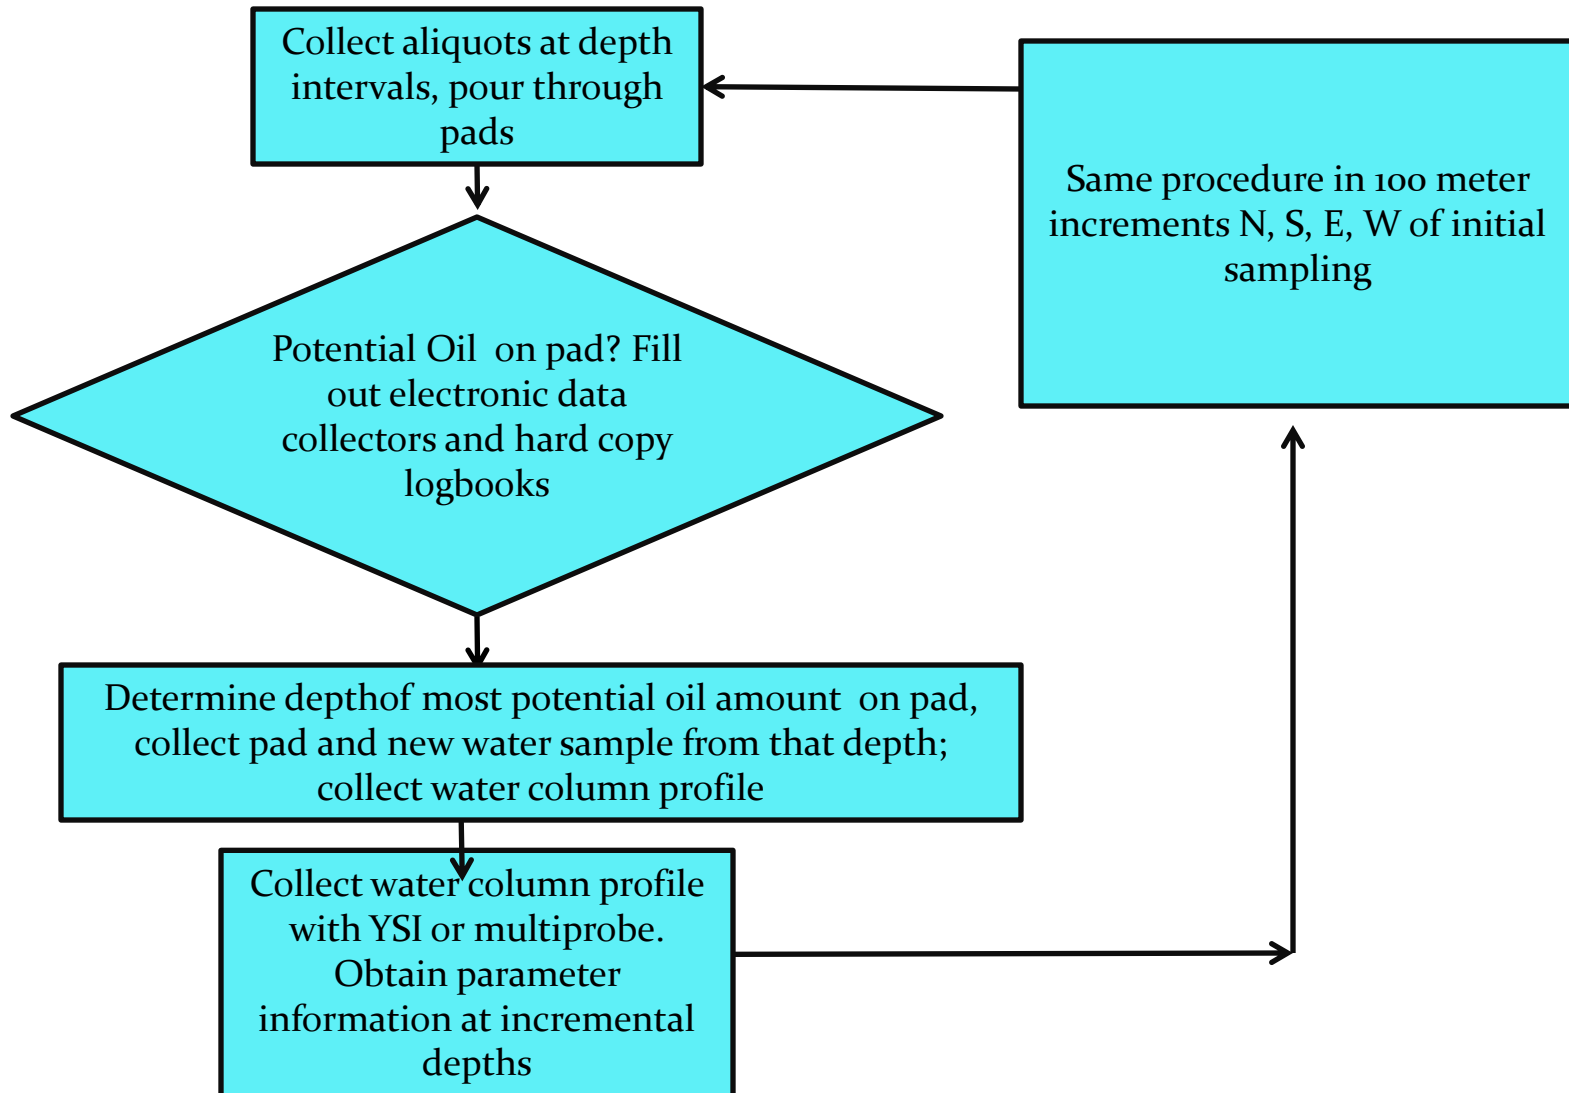 Collect aliquots at depth
intervals, pour through
pads
Same procedure in 100 meter
increments N, S, E, W of initial
sampling
Potential Oil  on pad? Fill
out electronic data
collectors and hard copy
logbooks
Determine depthof most potential oil amount  on pad,
collect pad and new water sample from that depth;
collect water column profile
Collect water column profile
with YSI or multiprobe.
Obtain parameter
information at incremental
depths